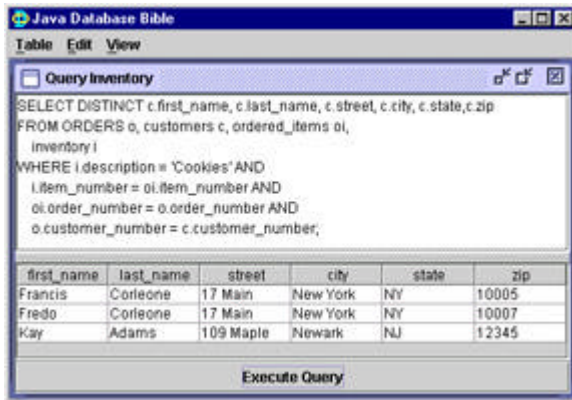 Java Database Bible
Table Edit View
Query Inventory
SELECT DISTINCT c.first_name, c.last_name, c.street, c.city, c.state,c.zip
FROM ORDERS o, customers c, ordered_items oi,
inventory i
WHERE i.description = 'Cookies' AND
i.item_number = oi.item_number AND
oi.order_number = o.order_number AND
o.customer_number = c.customer_number;
first_name last_name street city state zip
Francis Corleone 17 Main New York NY 10005
Fredo Corleone 17 Main New York NY 10007
Kay Adams 109 Maple Newark NJ 12345
Execute Query